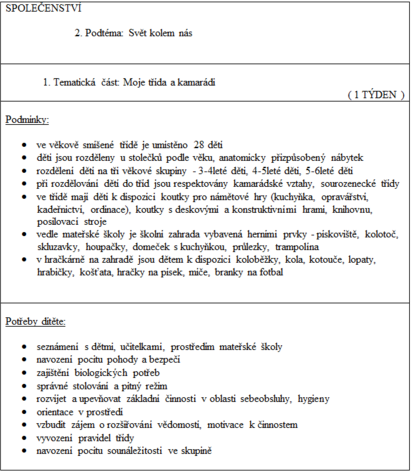 SPOLEČENSTVÍ
2. Podtéma: Svět kolem nás
1. Tematická část: Moje třída a kamarádi
( 1 TÝDEN )
Podmínky:
• ve věkově smíšené třídě je umístěno 28 dětí
• děti jsou rozděleny u stolečků podle věku, anatomicky přizpůsobený nábytek
• rozděleni děti na tři věkové skupiny - 3-4leté děti, 4-5leté děti, 5-6leté děti
• při rozdělování dětí do tříd jsou respektovány kamarádské vztahy, sourozenecké třídy
• ve třídě mají děti k dispozici koutky pro námětové hry (kuchyňka, opravářství,
kadeřnictví, ordinace), koutky s deskovými a konstruktivními hrami, knihovnu,
posilovací stroje
• vedle mateřské školy je školní zahrada vybavená herními prvky - pískoviště, kolotoč,
skluzavky, houpačky, domeček s kuchyňkou, průlezky, trampolína
• v hračkárně na zahradě jsou dětem k dispozici koloběžky, kola, kotouče, lopaty,
hrabičky, košťata, hračky na písek, míče, branky na fotbal
Potřeby dítěte:
• seznámení s dětmi, učitelkami, prostředím mateřské školy
• navození pocitu pohody a bezpečí
• zajištění biologických potřeb
• správné stolování a pitný režim
• rozvíjet a upevňovat základní činnosti v oblasti sebeobsluhy, hygieny
• orientace v prostředí
• vzbudit zájem o rozšiřování vědomostí, motivace k činnostem
• vyvození pravidel třídy
• navození pocitu sounáležitosti ve skupině